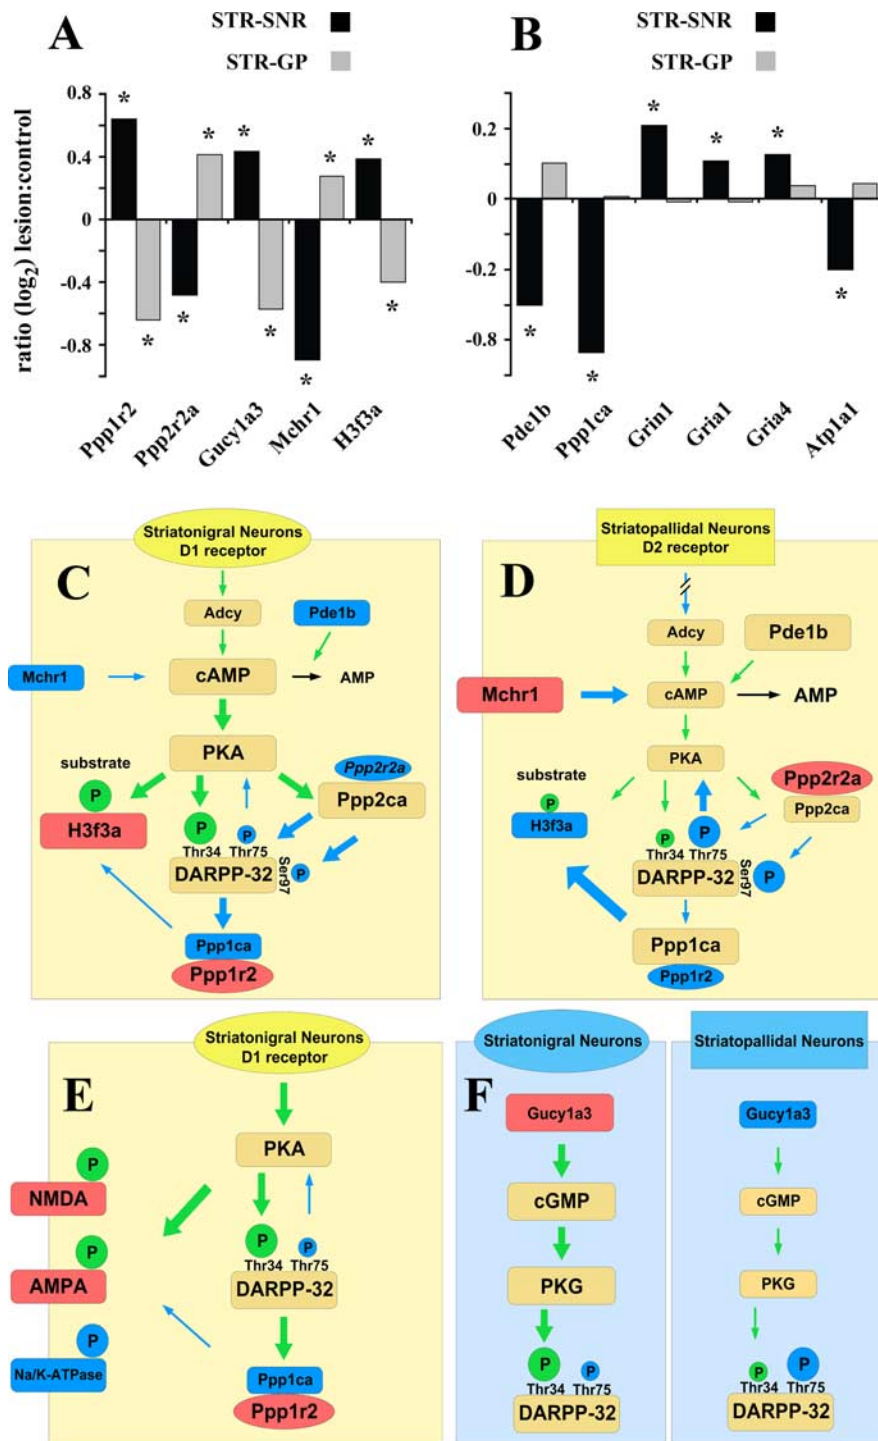 A
STR-SNR
STR-GP
ratio (log2) lesion:control
0.8
0.4
0
-0.4
-0.8
*
*
*
*
*
*
*
*
*
*
Ppp1r2
Ppp2r2a
Gucy1a3
Mchr1
H3f3a
B
STR-SNR
STR-GP
0.2
0
-0.2
-0.8
*
*
*
*
*
*
Pde1b
Ppp1ca
Grin1
Gria1
Gria4
Atp1a1
C
Striatonigral Neurons
D1 receptor
Adcy
Pde1b
Mchr1
cAMP
AMP
PKA
substrate
P
H3f3a
Ppp2r2a
Ppp2ca
P
P
Thr34
Thr75
DARPP-32
Ser97
P
Ppp1ca
Ppp1r2
D
Striatopallidal Neurons
D2 receptor
Adcy
Pde1b
Mchr1
cAMP
AMP
PKA
substrate
P
H3f3a
Ppp2r2a
Ppp2ca
P
P
Thr34
Thr75
DARPP-32
Ser97
P
Ppp1ca
Ppp1r2
E
Striatonigral Neurons
D1 receptor
PKA
P
NMDA
P
AMPA
P
Na/K-ATPase
P
P
Thr34
Thr75
DARPP-32
Ppp1ca
Ppp1r2
F
Striatonigral Neurons
Gucy1a3
cGMP
PKG
P
P
Thr34
Thr75
DARPP-32
Striatopallidal Neurons
Gucy1a3
cGMP
PKG
P
P
Thr34
Thr75
DARPP-32